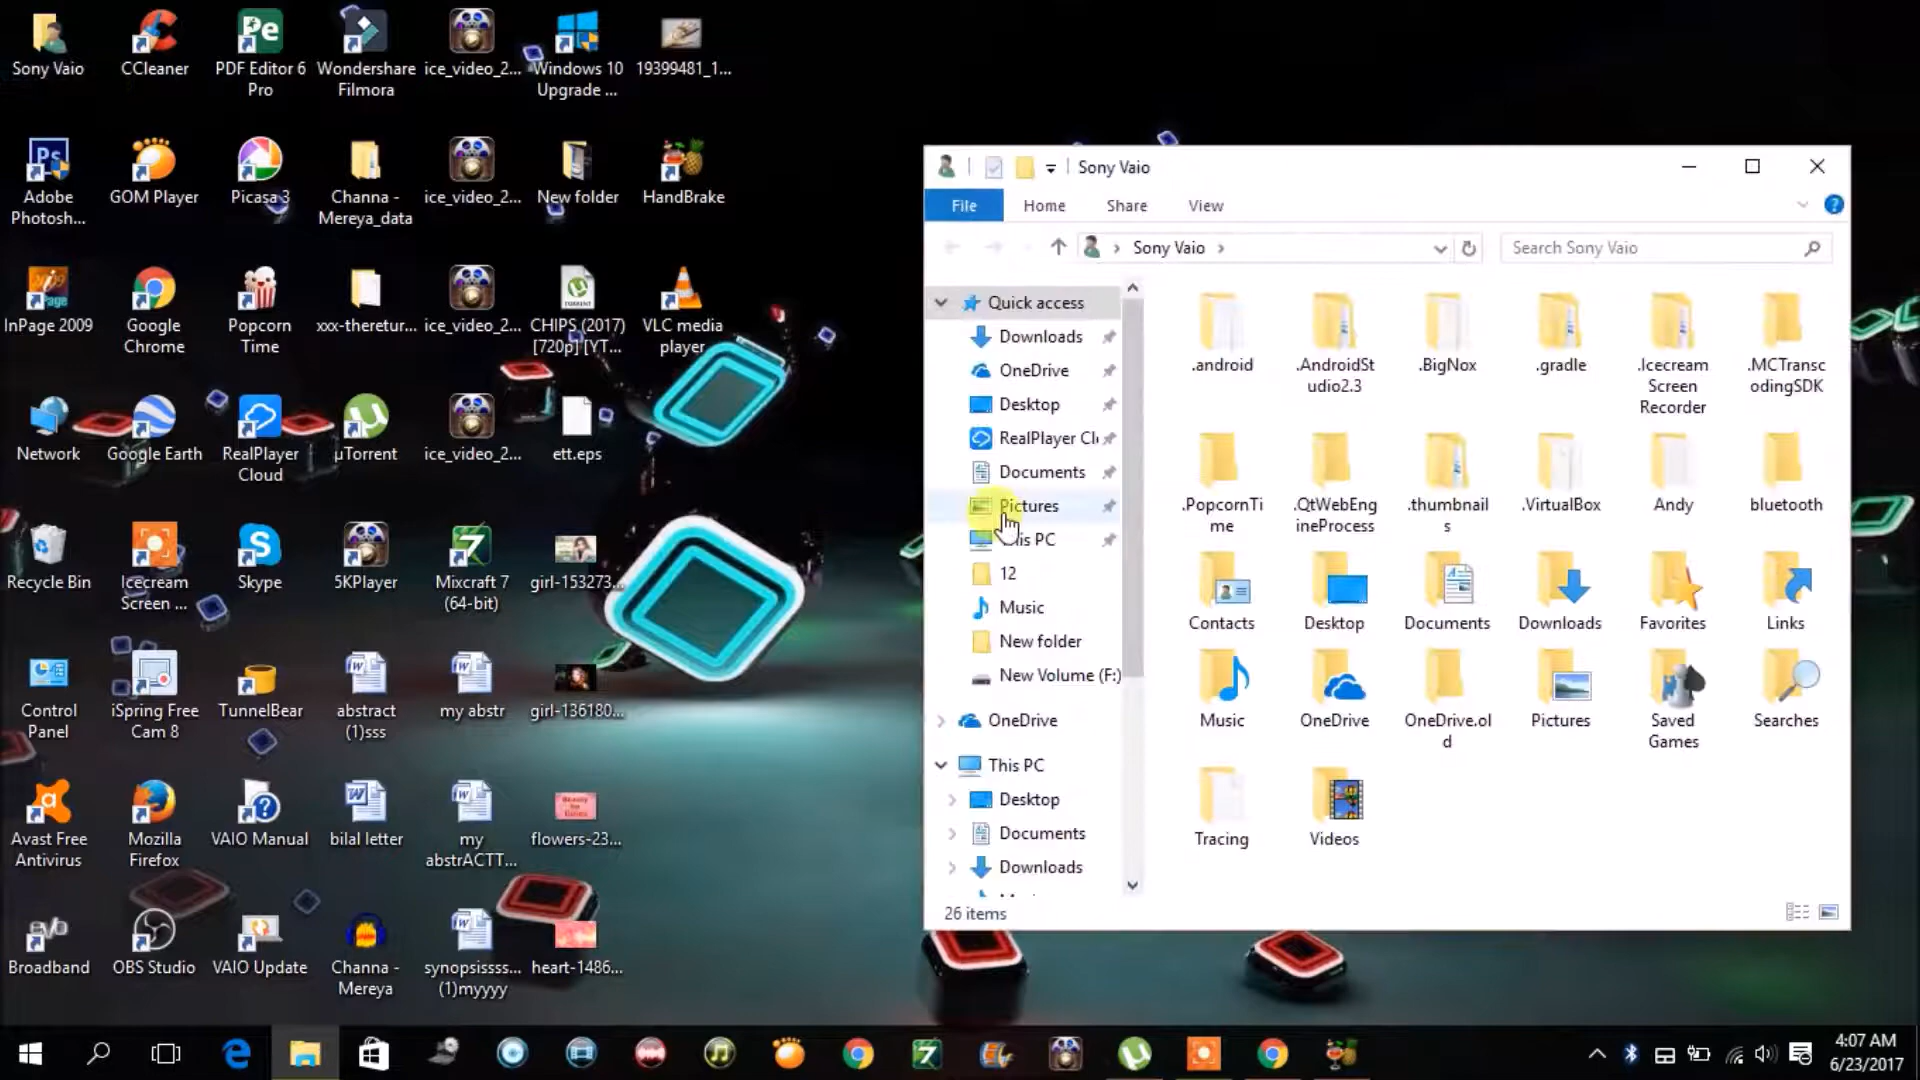 Sony Vaio
CCleaner
PDF Editor 6
Pro
Wondershare
Filmora
ice_video_2...
Windows 10
Upgrade ...
19399481_1...
Adobe
Photosh...
GOM Player
Picasa 3
Channa -
Mereya_data
ice_video_2...
New folder
HandBrake
InPage 2009
Google
Chrome
Popcorn
Time
xxx-theretur...
ice_video_2...
CHIPS (2017)
[720p] [YT...
VLC media
player
Network
Google Earth
RealPlayer
Cloud
µTorrent
ice_video_2...
ett.eps
Recycle Bin
Icecream
Screen ...
Skype
5KPlayer
Mixcraft 7
(64-bit)
girl-153273...
Control
Panel
iSpring Free
Cam 8
TunnelBear
abstract
(1)sss
my abstr
girl-136180...
Avast Free
Antivirus
Mozilla
Firefox
VAIO Manual
bilal letter
my
abstrACTT...
flowers-23...
Broadband
OBS Studio
VAIO Update
Channa -
Mereya
synopsissss...
(1)myyyy
heart-1486...
Sony Vaio
File Home Share View
Sony Vaio
Search Sony Vaio
Quick access
Downloads
OneDrive
Desktop
RealPlayer Cl
Documents
Pictures
This PC
12
Music
New folder
New Volume (F:)
OneDrive
This PC
Desktop
Documents
Downloads
.android
.AndroidSt
udio2.3
.BigNox
.gradle
.Icecream
Screen
Recorder
.MCTransc
odingSDK
.PopcornTi
me
.QtWebEng
ineProcess
.thumbnail
s
.VirtualBox
Andy
bluetooth
Contacts
Desktop
Documents
Downloads
Favorites
Links
Music
OneDrive
OneDrive.ol
d
Pictures
Saved
Games
Searches
Tracing
Videos
26 items
4:07 AM
6/23/2017